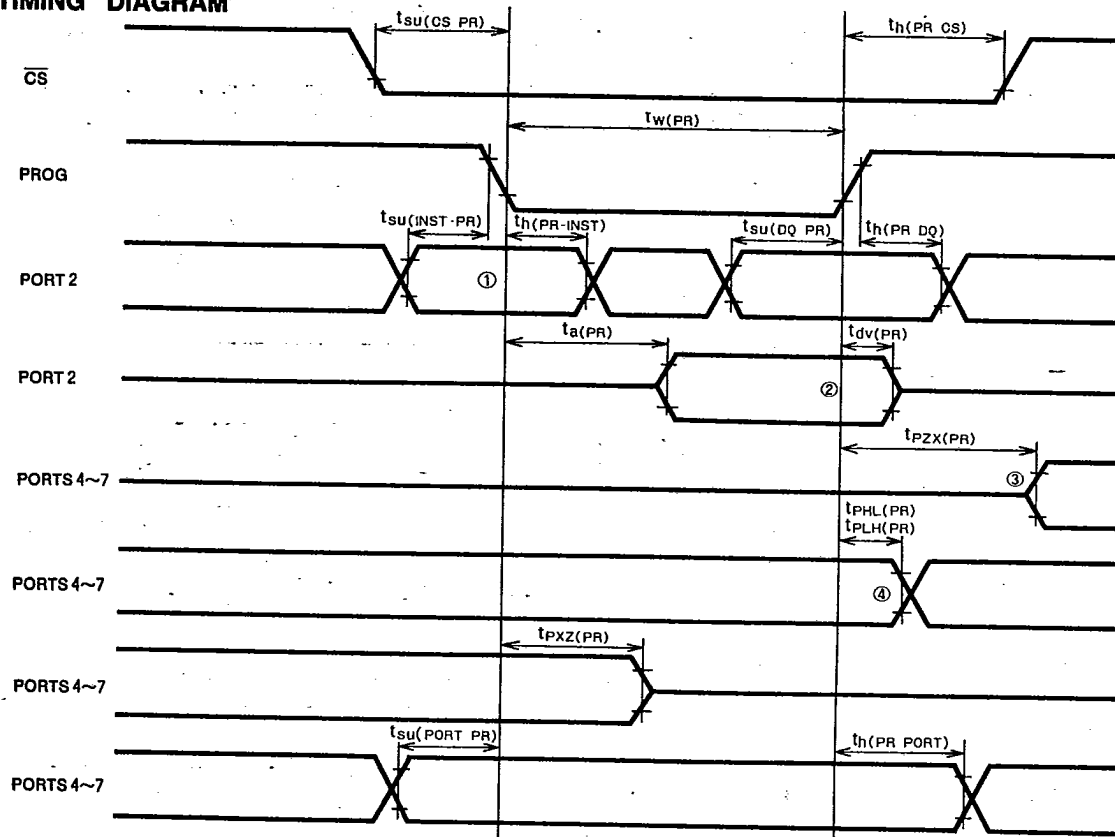 TIMING DIAGRAM
tsu(CS PR)
th(PR CS)
CS
tW(PR)
PROG
tsu(INST-PR)
th(PR-INST)
tsu(DQ PR)
th(PR DQ)
PORT 2
①
ta(PR)
tdv(PR)
PORT 2
②
tPZX(PR)
PORTS 4~7
③
tPHL(PR)
tPLH(PR)
PORTS 4~7
④
tPXZ(PR)
PORTS 4~7
tsu(PORT PR)
th(PR PORT)
PORTS 4~7